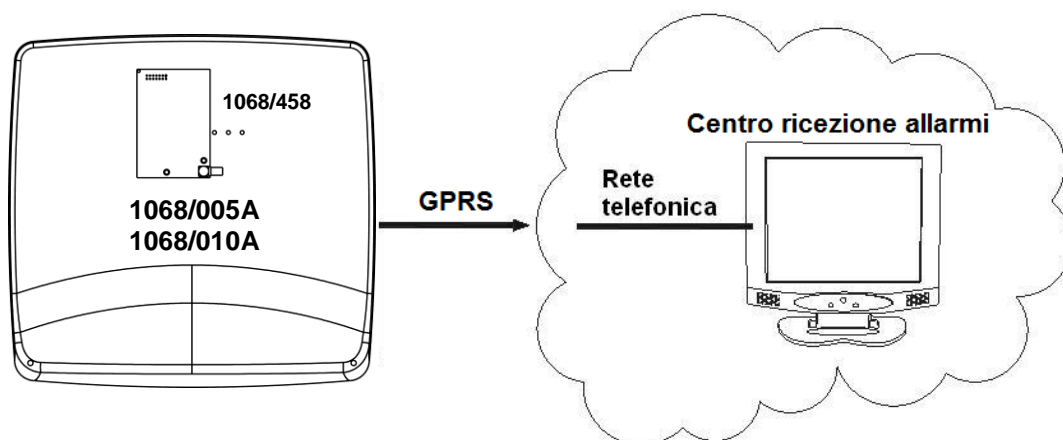 1068/458
1068/005A
1068/010A
GPRS
Rete
telefonica
Centro ricezione allarmi